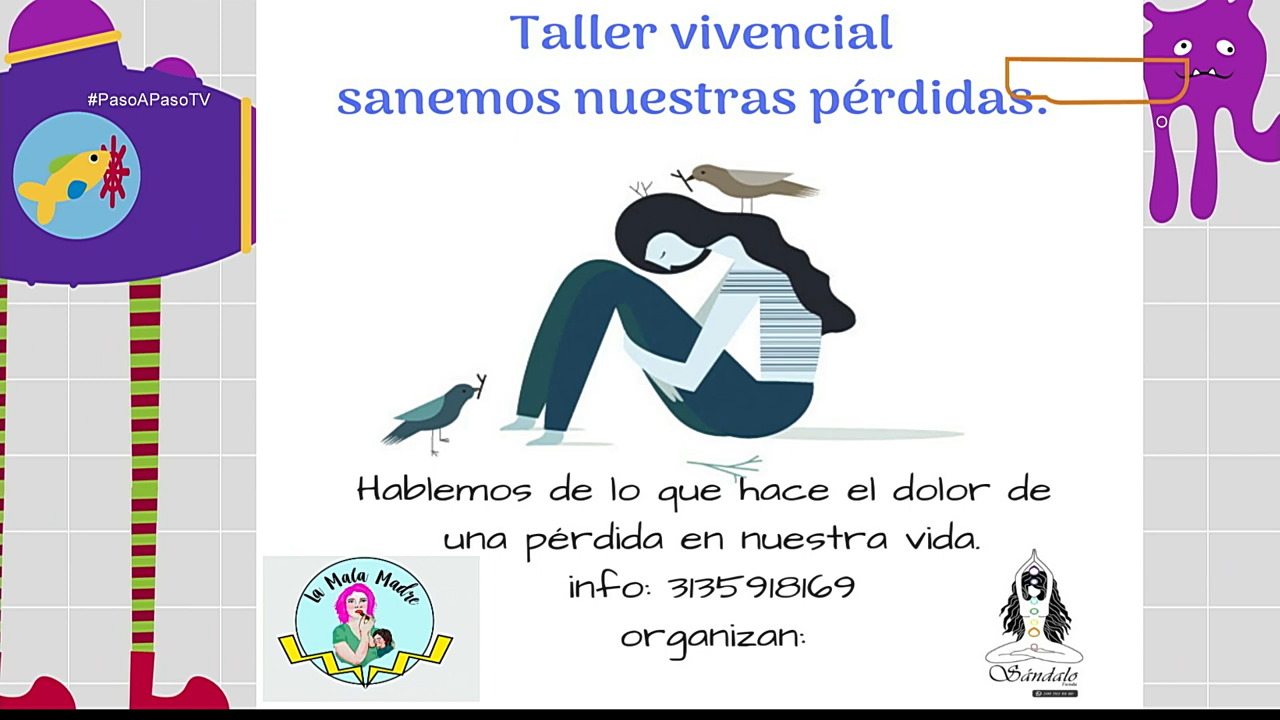 Taller vivencial
#PasoAPasoTV
sanemos nuestras pérdidas.
Hablemos de lo que hace el dolor de
una pérdida en nuestra vida.
La Mala Madre
info: 3135918169
organizan:
Sándalo